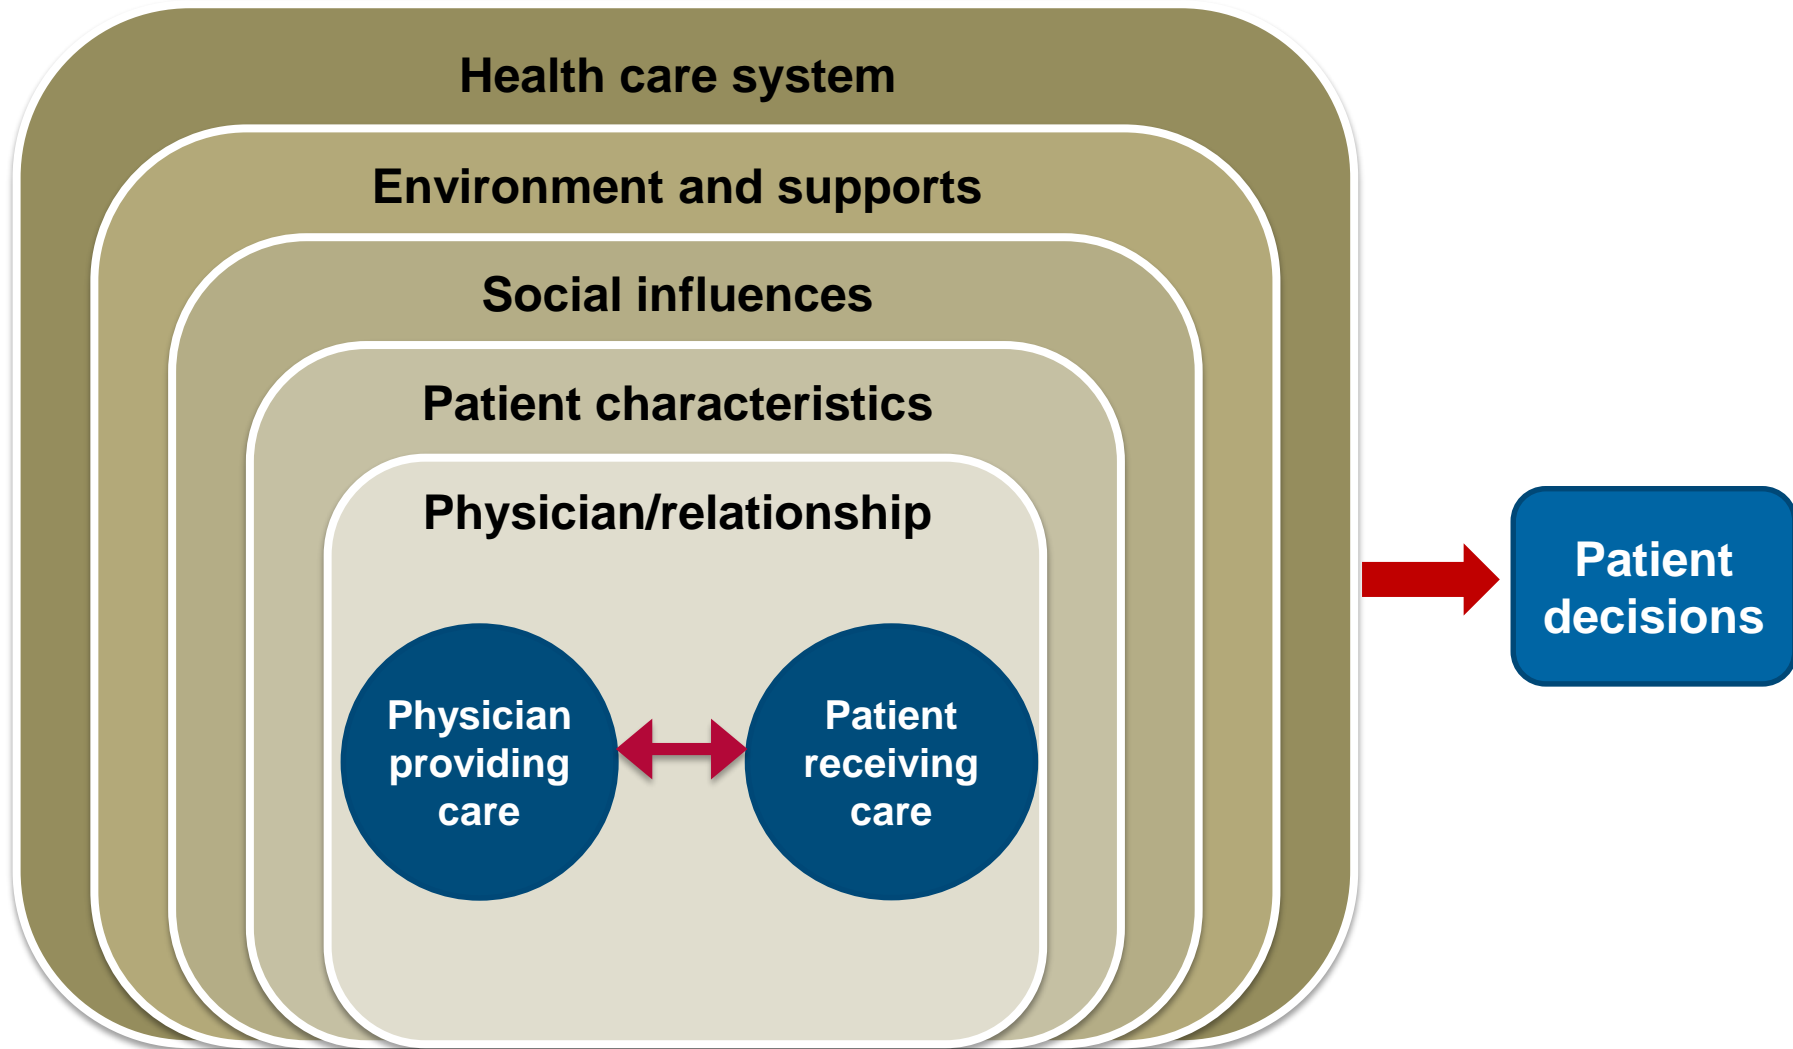 Health care system
Environment and supports
Social influences
Patient characteristics
Physician/relationship
Physician
providing
care
Patient
receiving
care
Patient
decisions